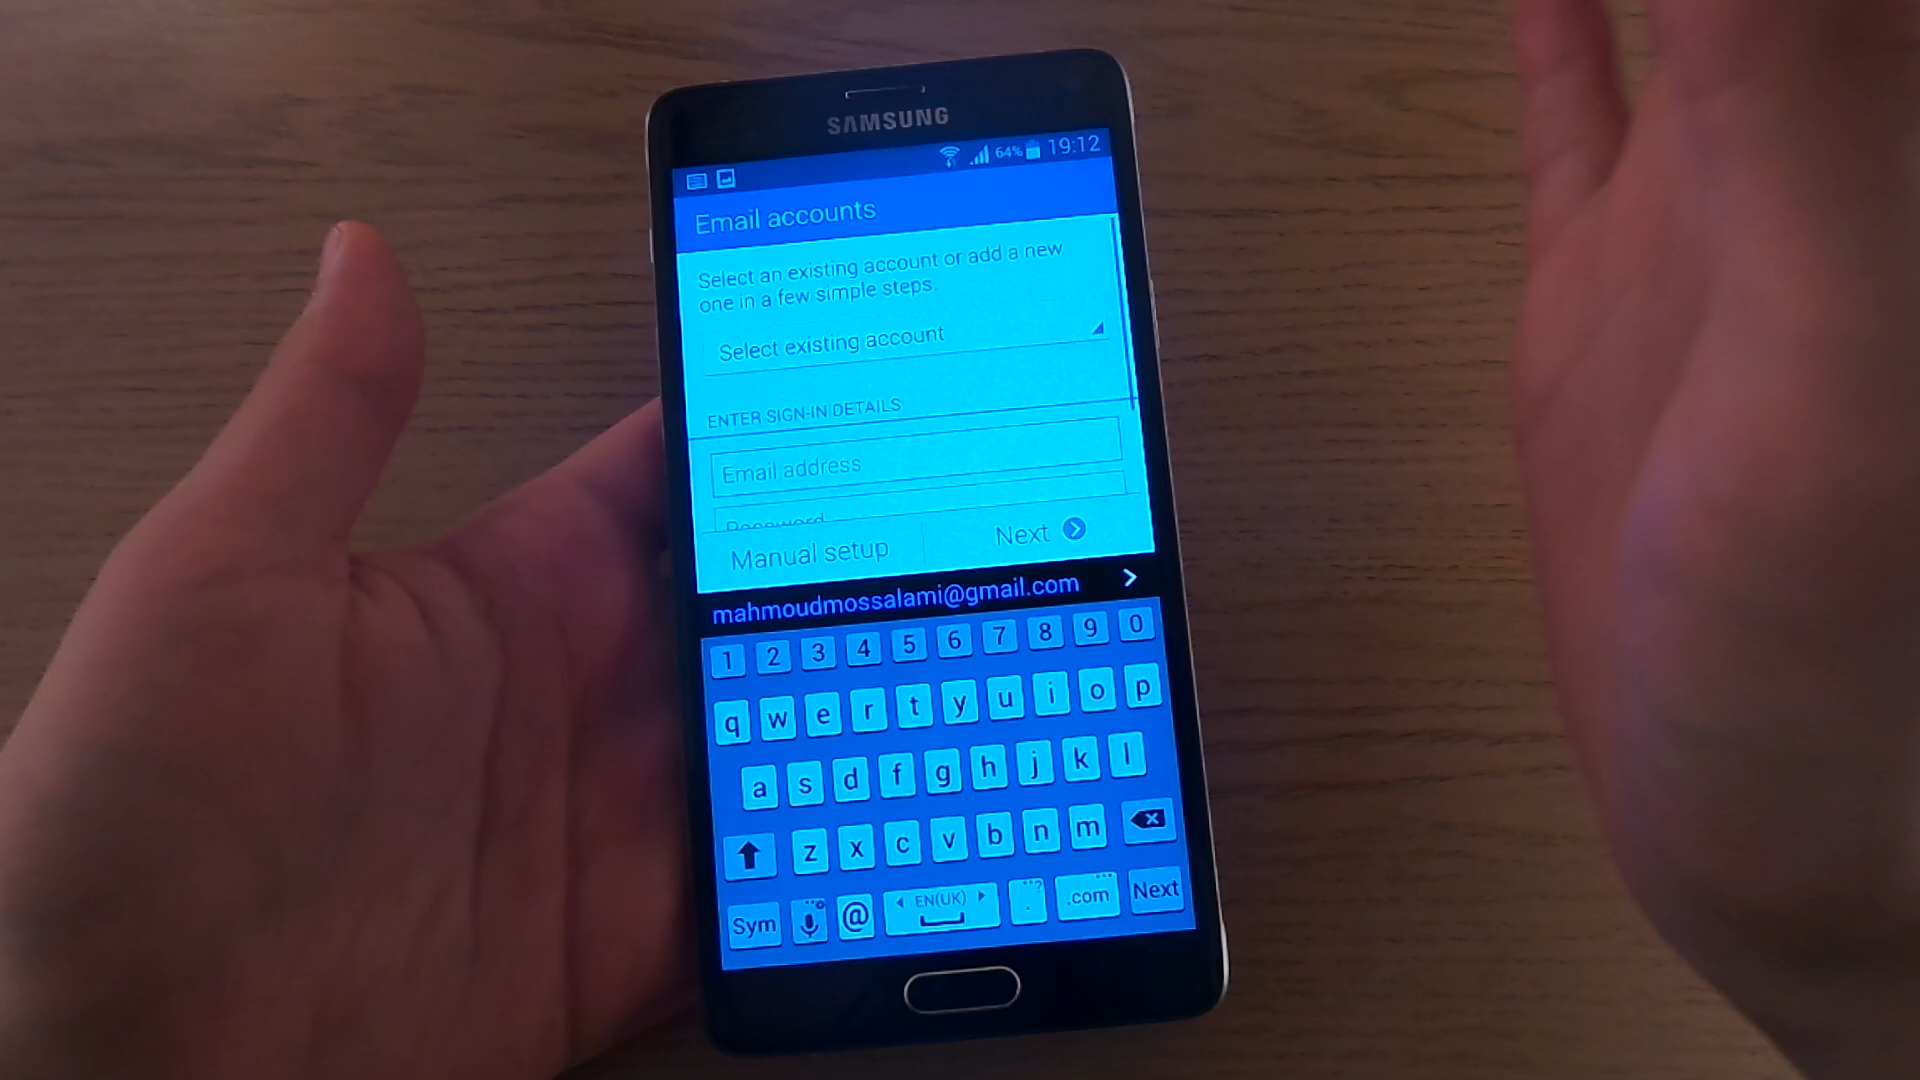 SAMSUNG
64% 19:12
Email accounts
Select an existing account or add a new
one in a few simple steps.
Select existing account
ENTER SIGN-IN DETAILS
Email address
Password
Manual setup Next
mahmoudmossalami@gmail.com
1 2 3 4 5 6 7 8 9 0
q w e r t y u i o p
a s d f g h j k l
z x c v b n m
Sym @ EN(UK) . ? .com Next